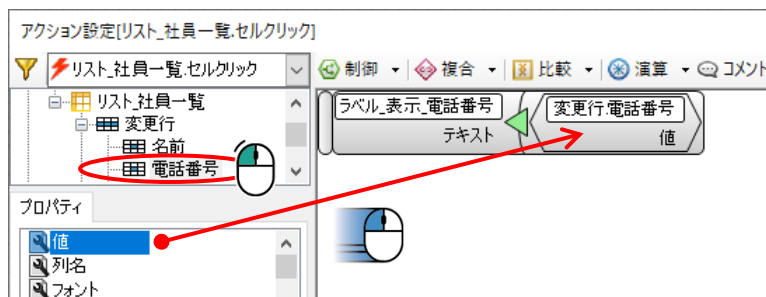 アクション設定[リスト_社員一覧.セルクリック]
リスト_社員一覧.セルクリック
制御
複合
比較
演算
コメント
リスト_社員一覧
変更行
名前
電話番号
プロパティ
値
列名
フォント
ラベル_表示_電話番号
テキスト
変更行.電話番号
値